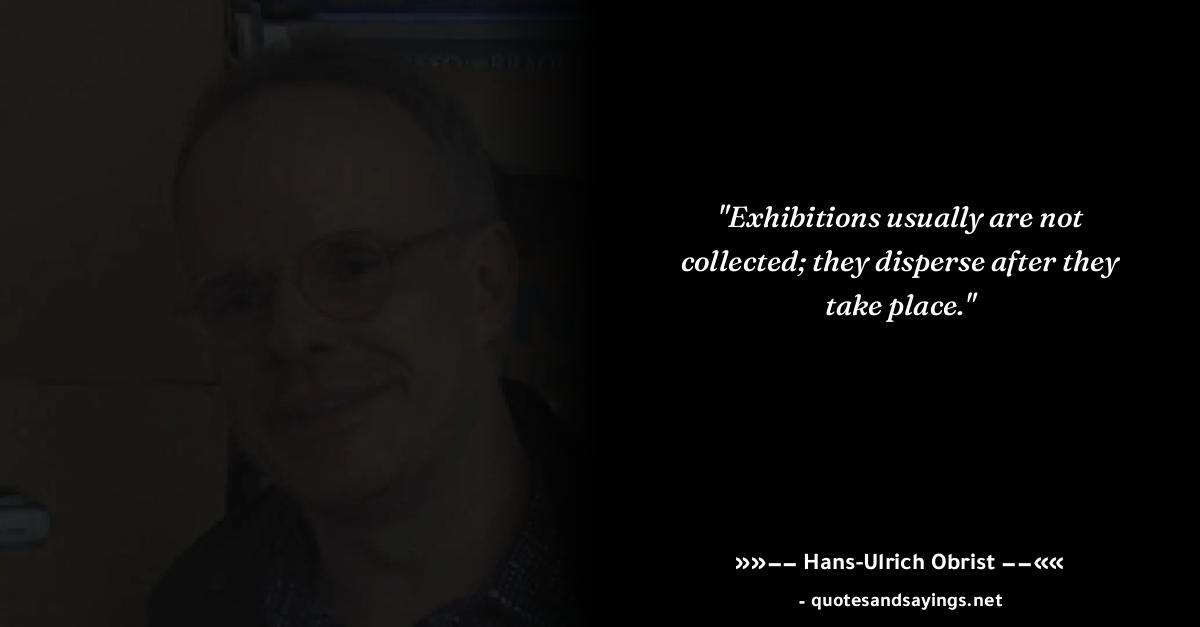 "Exhibitions usually are not
collected; they disperse after they
take place."
»»—— Hans-Ulrich Obrist ——««
- quotesandsayings.net